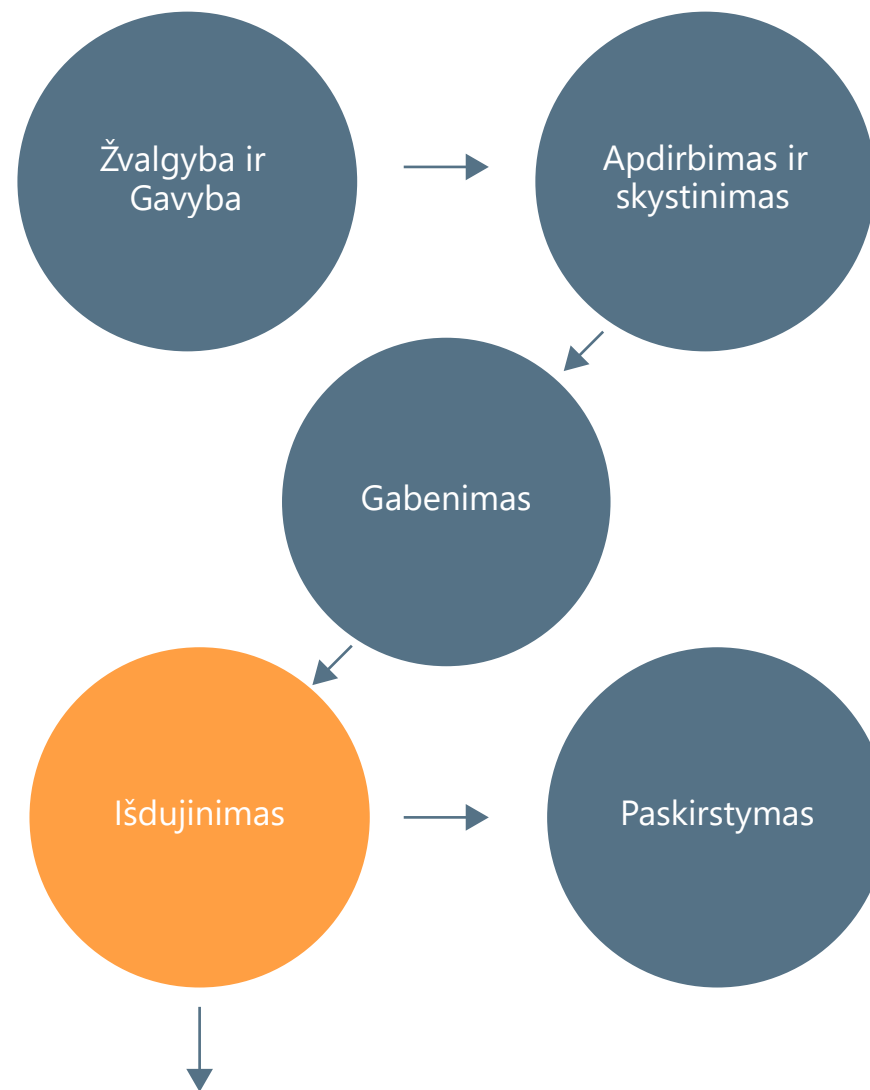 Žvalgyba ir
Gavyba
Apdirbimas ir
skystinimas
Gabenimas
Išdujinimas
Paskirstymas